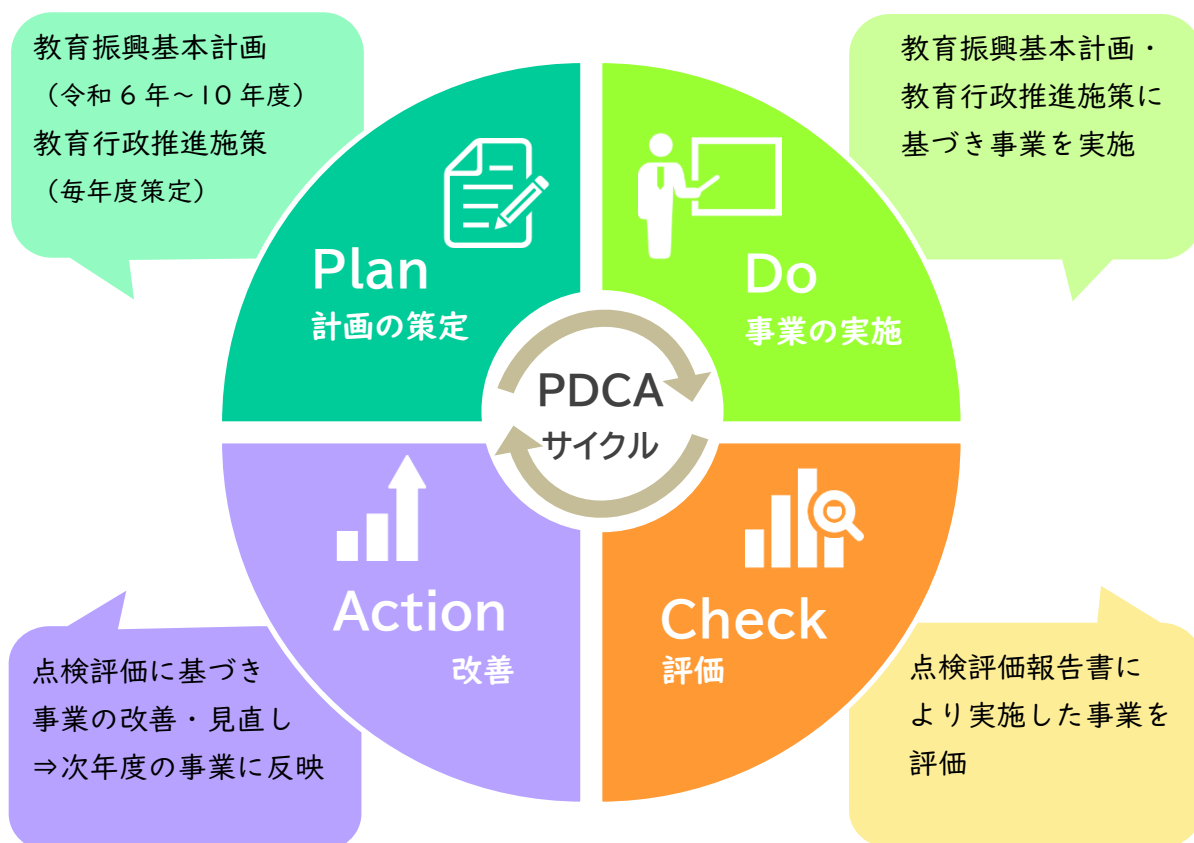 教育振興基本計画
（令和６年～10年度）
教育行政推進施策
（毎年度策定）
教育振興基本計画・
教育行政推進施策に
基づき事業を実施
Plan
計画の策定
Do
事業の実施
PDCA
サイクル
Action
改善
Check
評価
点検評価に基づき
事業の改善・見直し
⇒次年度の事業に反映
点検評価報告書に
より実施した事業を
評価